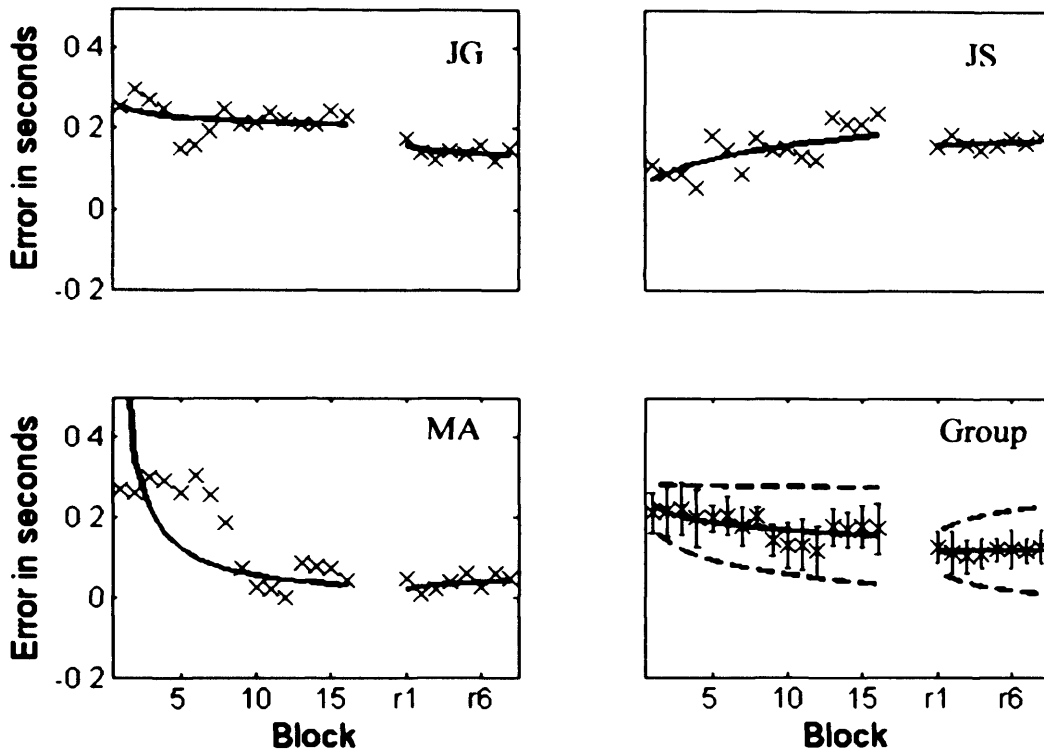 Error in seconds
0 4
0 2
0
-0 2
JG
JS
Error in seconds
0 4
0 2
0
-0 2
MA
Group
5
10
15
r1
r6
Block
5
10
15
r1
r6
Block